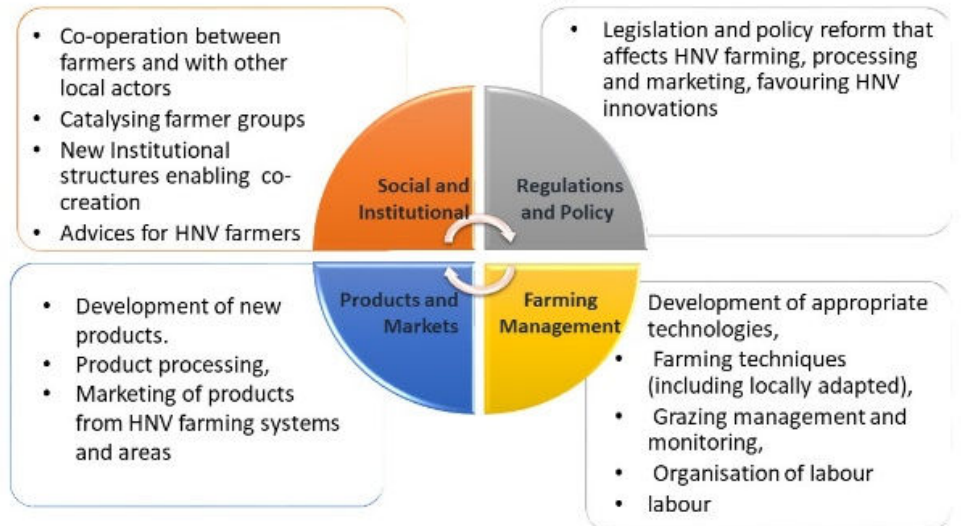 • Co-operation between
farmers and with other
local actors
• Catalysing farmer groups
• New Institutional
structures enabling co-
creation
• Advices for HNV farmers
• Legislation and policy reform that
affects HNV farming, processing
and marketing, favouring HNV
innovations
Social and
Institutional
Regulations
and Policy
Products and
Markets
Farming
Management
• Development of new
products.
• Product processing,
• Marketing of products
from HNV farming systems
and areas
Development of appropriate
technologies,
• Farming techniques
(including locally adapted),
• Grazing management and
monitoring,
• Organisation of labour
• labour